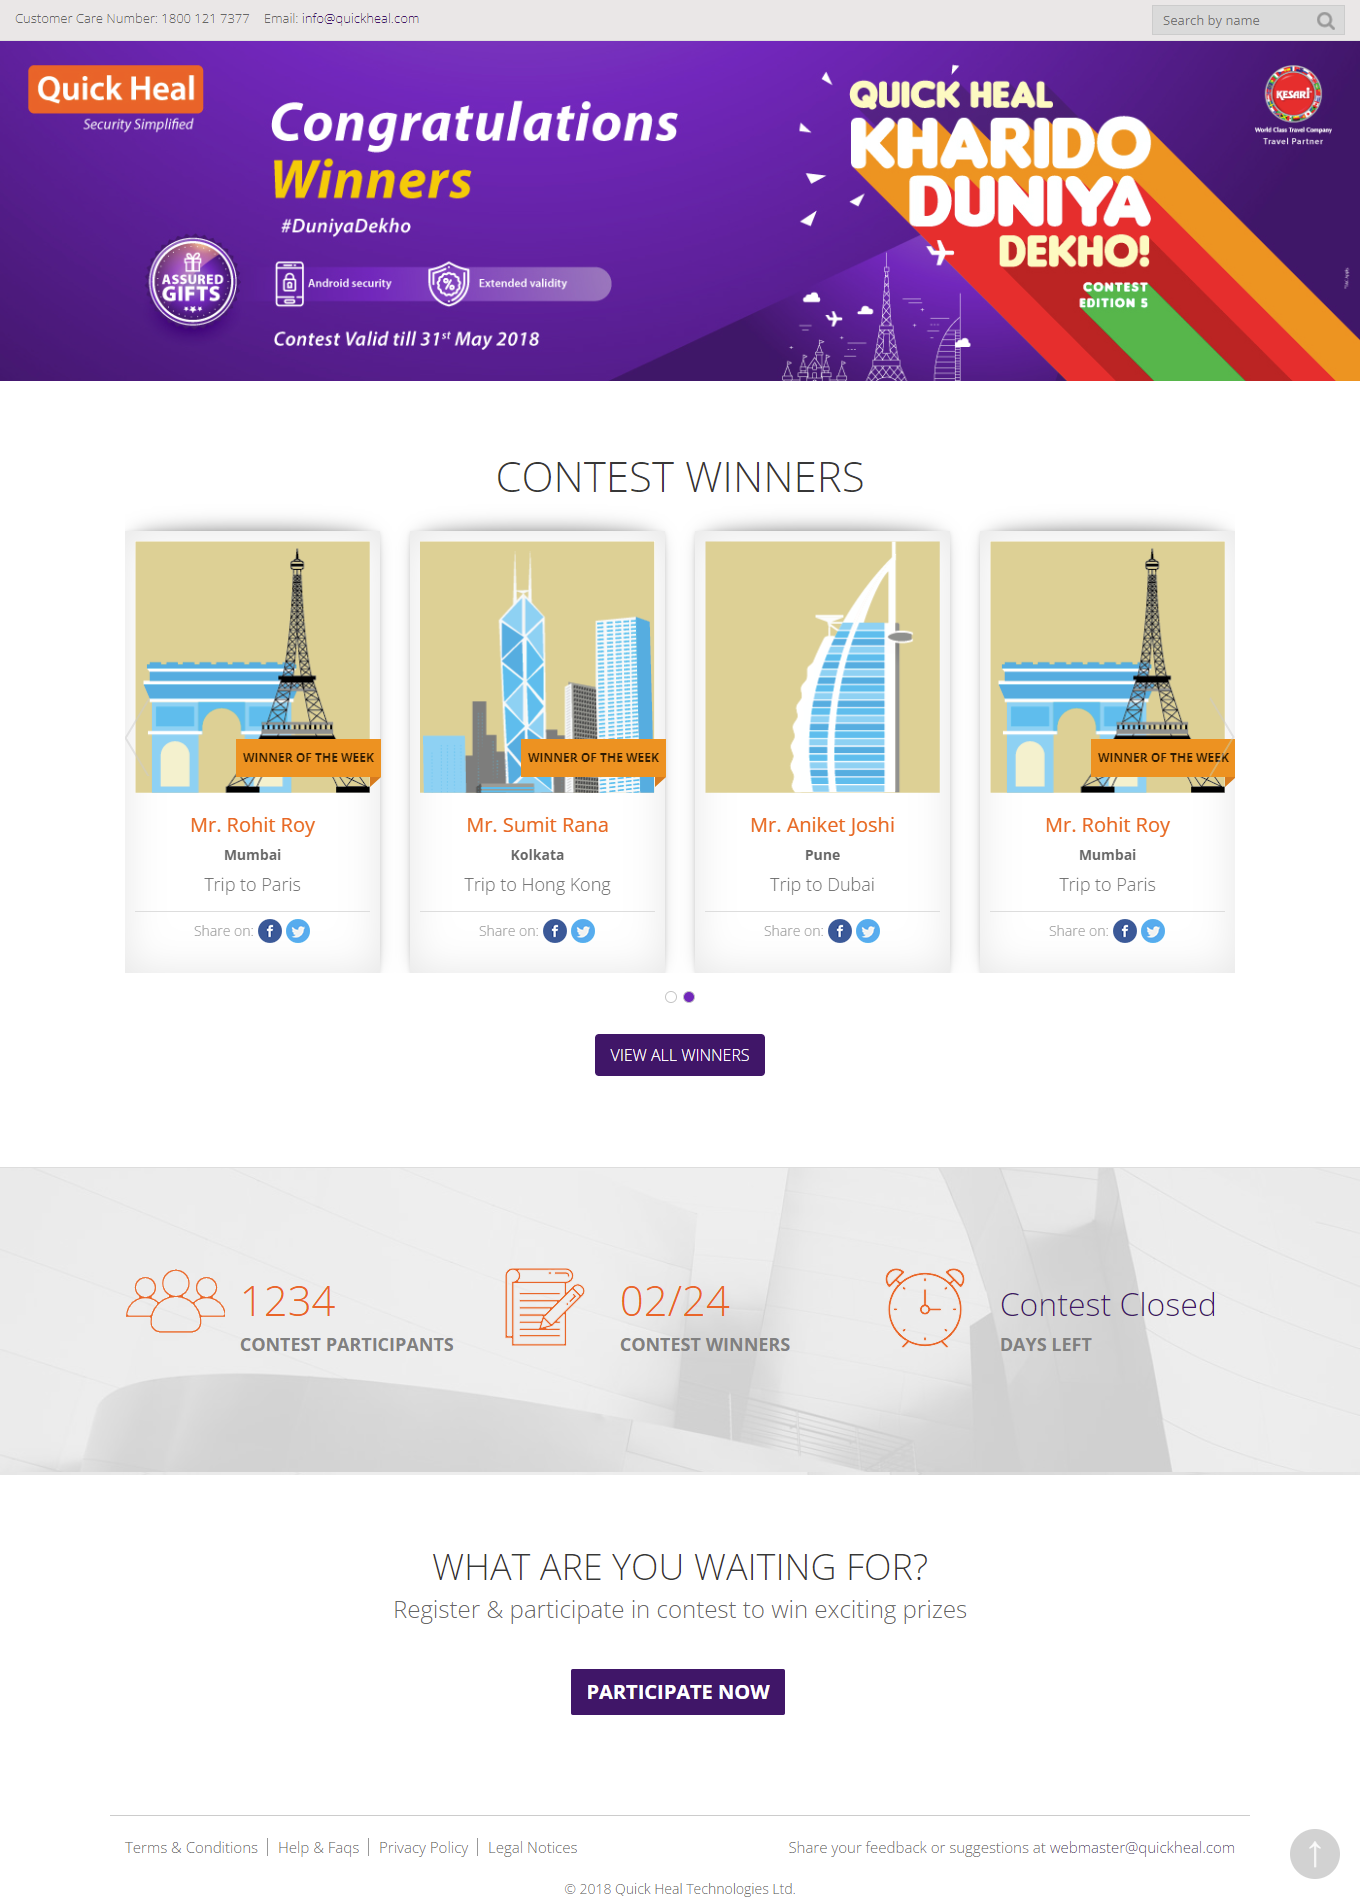 Customer Care Number: 1800 121 7377 Email: info@quickheal.com
Search by name
Quick Heal
Security Simplified
Congratulations
Winners
#DuniyaDekho
ASSURED
GIFTS
Android security
Extended validity
Contest Valid till 31st May 2018
QUICK HEAL
KHARIDO
DUNIYA
DEKHO!
CONTEST
EDITION 5
KESARI
World Class Travel Company
Travel Partner
CONTEST WINNERS
WINNER OF THE WEEK
Mr. Rohit Roy
Mumbai
Trip to Paris
Share on:
WINNER OF THE WEEK
Mr. Sumit Rana
Kolkata
Trip to Hong Kong
Share on:
Mr. Aniket Joshi
Pune
Trip to Dubai
Share on:
WINNER OF THE WEEK
Mr. Rohit Roy
Mumbai
Trip to Paris
Share on:
VIEW ALL WINNERS
1234
CONTEST PARTICIPANTS
02/24
CONTEST WINNERS
Contest Closed
DAYS LEFT
WHAT ARE YOU WAITING FOR?
Register & participate in contest to win exciting prizes
PARTICIPATE NOW
Terms & Conditions | Help & Faqs | Privacy Policy | Legal Notices
Share your feedback or suggestions at webmaster@quickheal.com
© 2018 Quick Heal Technologies Ltd.